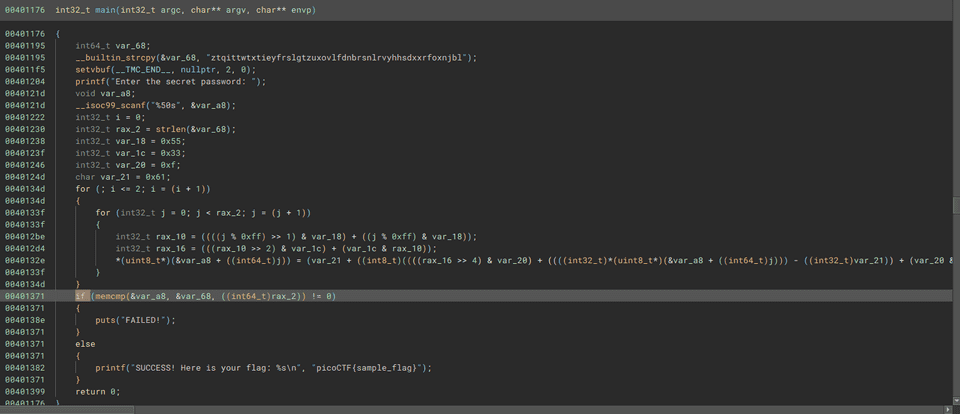 00401176 int32_t main(int32_t argc, char** argv, char** envp)
00401176 {
00401195 int64_t var_68;
00401195 __builtin_strcpy(&var_68, "ztqittwtxtieyfrslgtzuxovlfdnbrsnlrvyhhsdxxrfoxnjbl");
004011f5 setvbuf(__TMC_END__, nullptr, 2, 0);
00401204 printf("Enter the secret password: ");
0040121d void var_a8;
0040121d __isoc99_scanf("%50s", &var_a8);
00401222 int32_t i = 0;
00401230 int32_t rax_2 = strlen(&var_68);
00401238 int32_t var_18 = 0x55;
0040123f int32_t var_1c = 0x33;
00401246 int32_t var_20 = 0xf;
0040124d char var_21 = 0x61;
0040134d for (; i <= 2; i = (i + 1))
0040134d {
0040133f for (int32_t j = 0; j < rax_2; j = (j + 1))
0040133f {
004012be int32_t rax_10 = ((((j % 0xff) >> 1) & var_18) + ((j % 0xff) & var_18));
004012d4 int32_t rax_16 = (((rax_10 >> 2) & var_1c) + (var_1c & rax_10));
0040132e *(uint8_t*)(&var_a8 + ((int64_t)j)) = (var_21 + ((int8_t)((((rax_16 >> 4) & var_20) + ((((int32_t)*(uint8_t*)(&var_a8 + ((int64_t)j))) - ((int32_t)var_21)) + (var_20 &
0040133f }
0040134d }
00401371 if (memcmp(&var_a8, &var_68, ((int64_t)rax_2)) != 0)
00401371 {
0040138e puts("FAILED!");
00401371 }
00401371 else
00401371 {
00401382 printf("SUCCESS! Here is your flag: %s\n", "picoCTF{sample_flag}");
00401371 }
00401399 return 0;
00401176 }